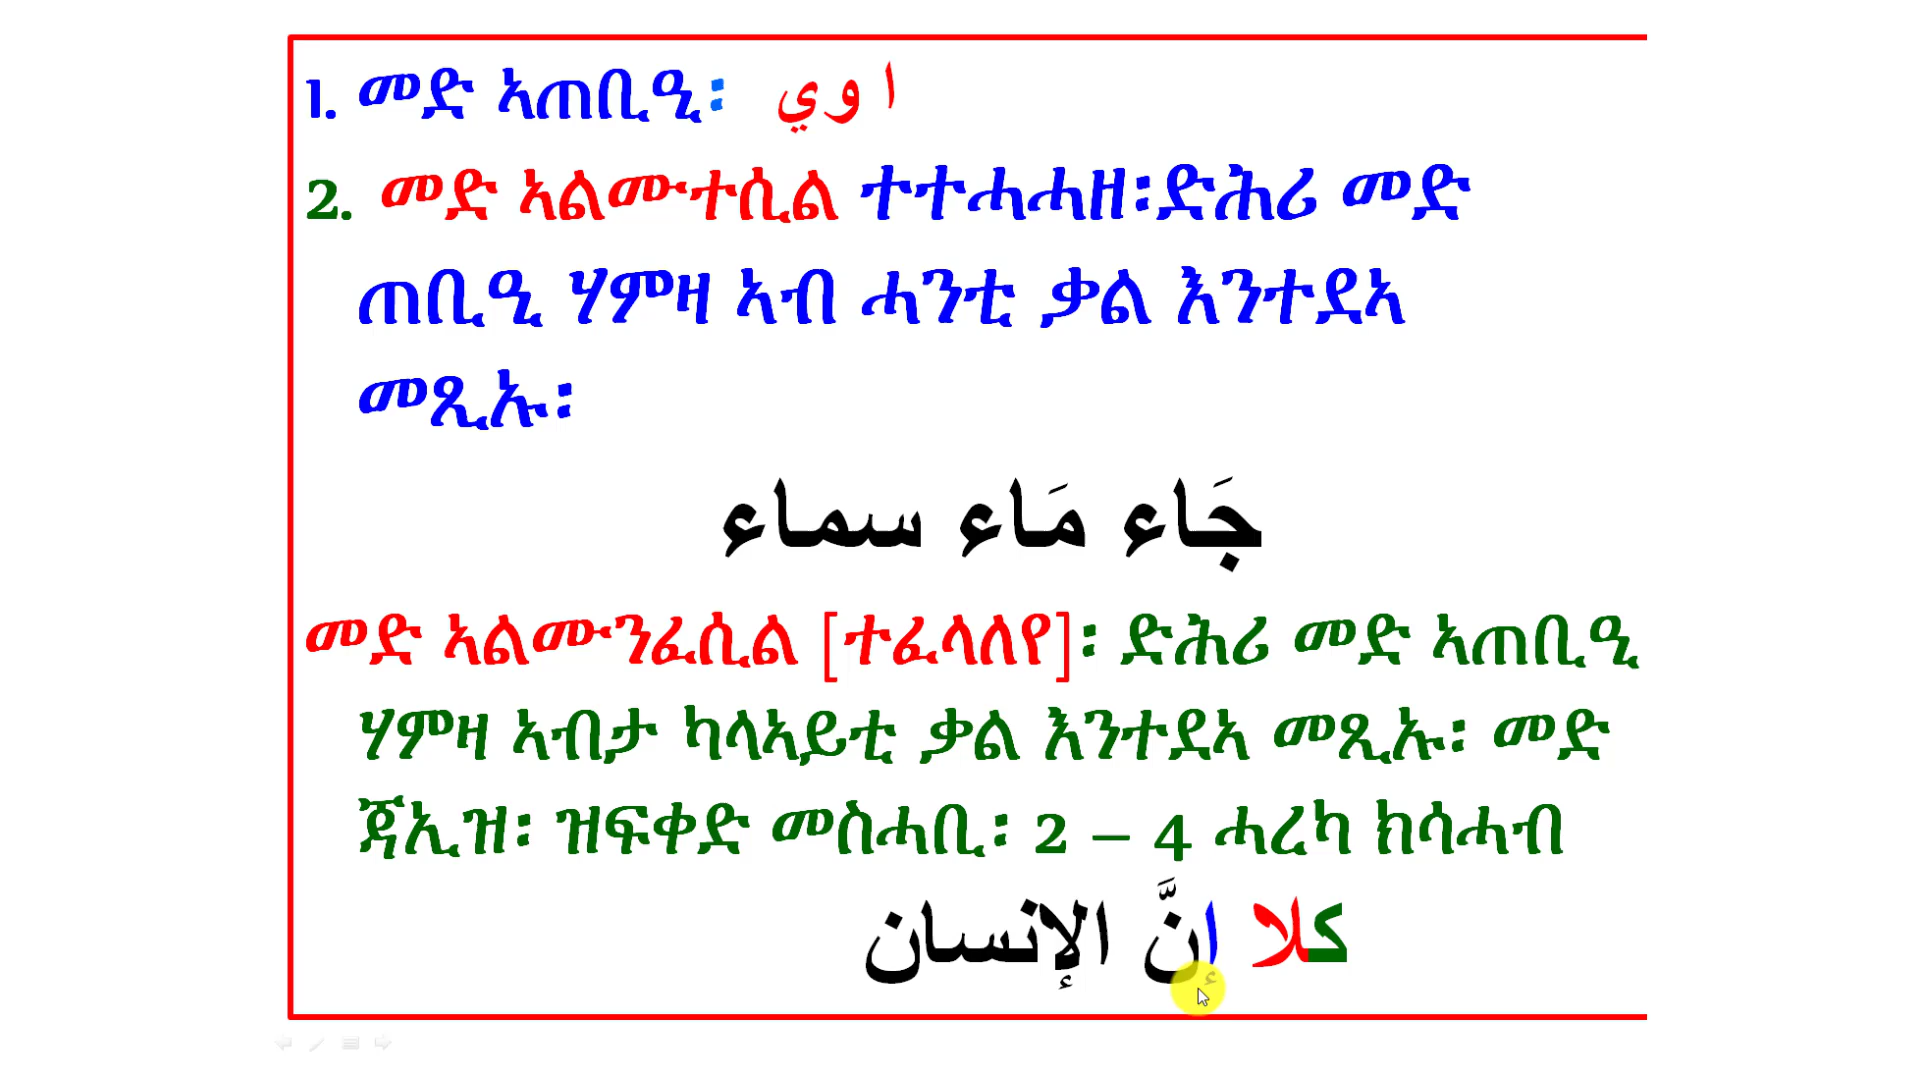 1. መድ ኣጠቢዒ፡ ا و ي
2. መድ ኣልሙተሲል ተተሓሓዘ፡ድሕሪ መድ
ጠቢዒ ሃምዛ ኣብ ሓንቲ ቃል እንተደኣ
መጺኡ፡
جَاء مَاء سماء
መድ ኣልሙንፈሲል [ተፈላለየ]፡ ድሕሪ መድ ኣጠቢዒ
ሃምዛ ኣብታ ካላኣይቲ ቃል እንተደኣ መጺኡ፡ መድ
ጃኢዝ፡ ዝፍቀድ መስሓቢ፡ 2 – 4 ሓረካ ክሳሓብ
كلا إنَّ الإنسان